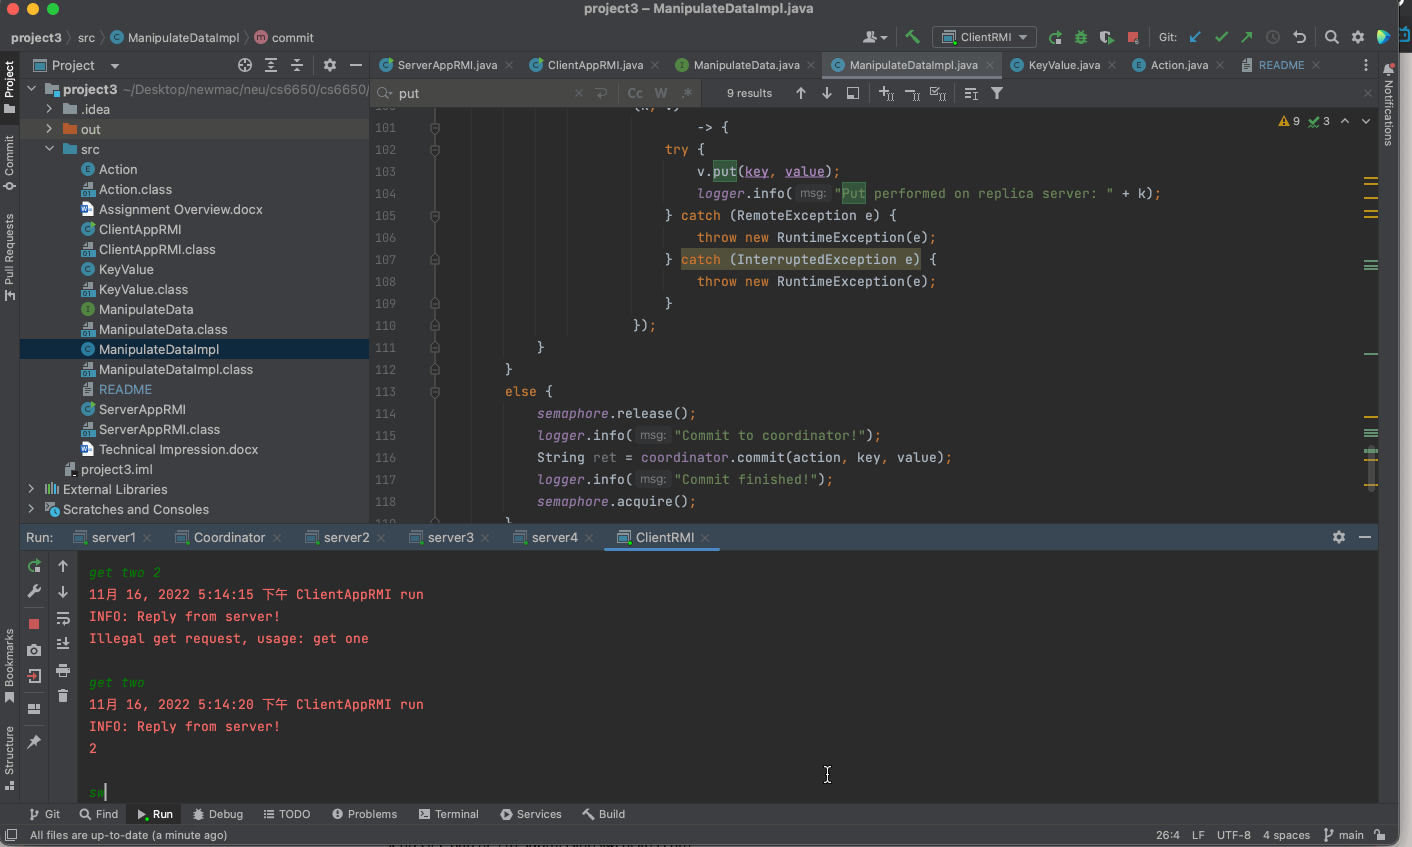 project3 – ManipulateDataImpl.java
project3 src ManipulateDataImpl commit
ClientRMI
Git:
Project
ServerAppRMI.java
ClientAppRMI.java
ManipulateData.java
ManipulateDataImpl.java
KeyValue.java
Action.java
README
put
Cc W .*
9 results
Project
Commit
Pull Requests
Bookmarks
Structure
Notifications
project3 ~/Desktop/newmac/neu/cs6650/cs6650/
.idea
out
src
Action
Action.class
Assignment Overview.docx
ClientAppRMI
ClientAppRMI.class
KeyValue
KeyValue.class
ManipulateData
ManipulateData.class
ManipulateDataImpl
ManipulateDataImpl.class
README
ServerAppRMI
ServerAppRMI.class
Technical Impression.docx
project3.iml
External Libraries
Scratches and Consoles
9 3
101 -> {
102 try {
103 v.put(key, value);
104 logger.info( msg: "Put performed on replica server: " + k);
105 } catch (RemoteException e) {
106 throw new RuntimeException(e);
107 } catch (InterruptedException e) {
108 throw new RuntimeException(e);
109 }
110 });
111 }
112 }
113 else {
114 semaphore.release();
115 logger.info( msg: "Commit to coordinator!");
116 String ret = coordinator.commit(action, key, value);
117 logger.info( msg: "Commit finished!");
118 semaphore.acquire();
Run: server1 Coordinator server2 server3 server4 ClientRMI
get two 2
11月 16, 2022 5:14:15 下午 ClientAppRMI run
INFO: Reply from server!
Illegal get request, usage: get one
get two
11月 16, 2022 5:14:20 下午 ClientAppRMI run
INFO: Reply from server!
2
sw
Git Find Run Debug TODO Problems Terminal Services Build
All files are up-to-date (a minute ago)
26:4 LF UTF-8 4 spaces main